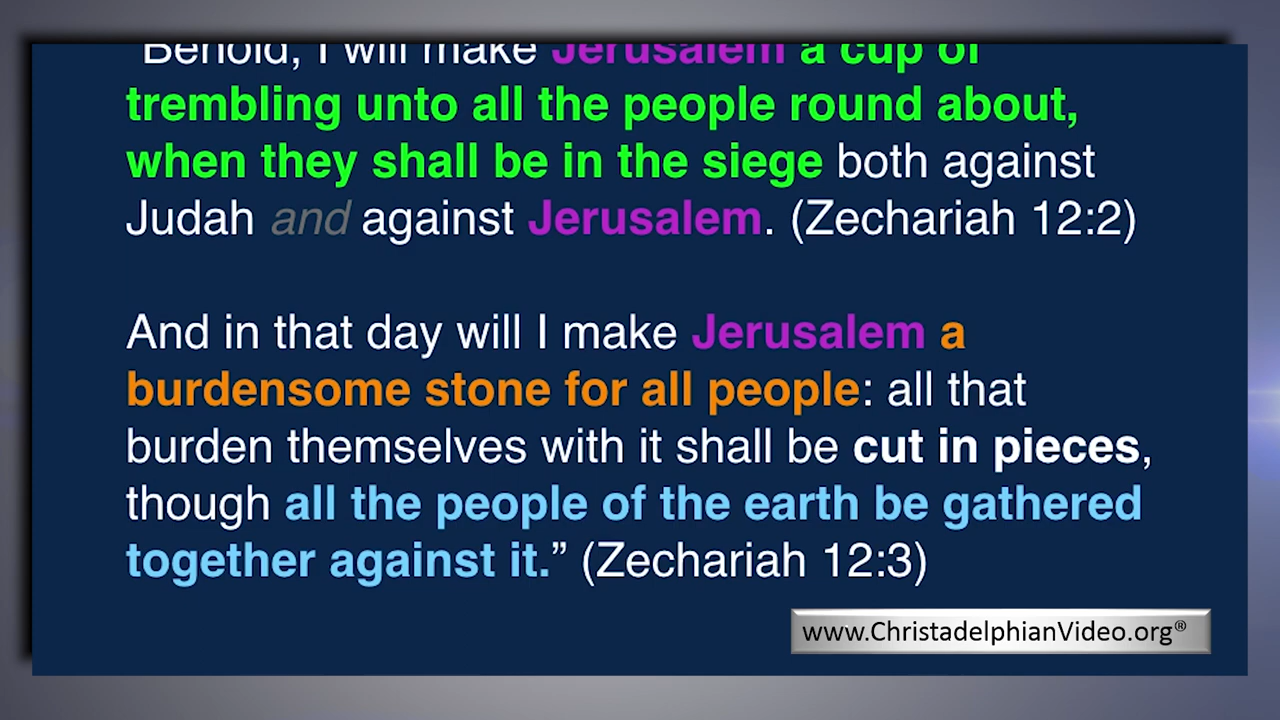 "Behold, I will make Jerusalem a cup of
trembling unto all the people round about,
when they shall be in the siege both against
Judah and against Jerusalem. (Zechariah 12:2)
And in that day will I make Jerusalem a
burdensome stone for all people: all that
burden themselves with it shall be cut in pieces,
though all the people of the earth be gathered
together against it.” (Zechariah 12:3)
www.ChristadelphianVideo.org®